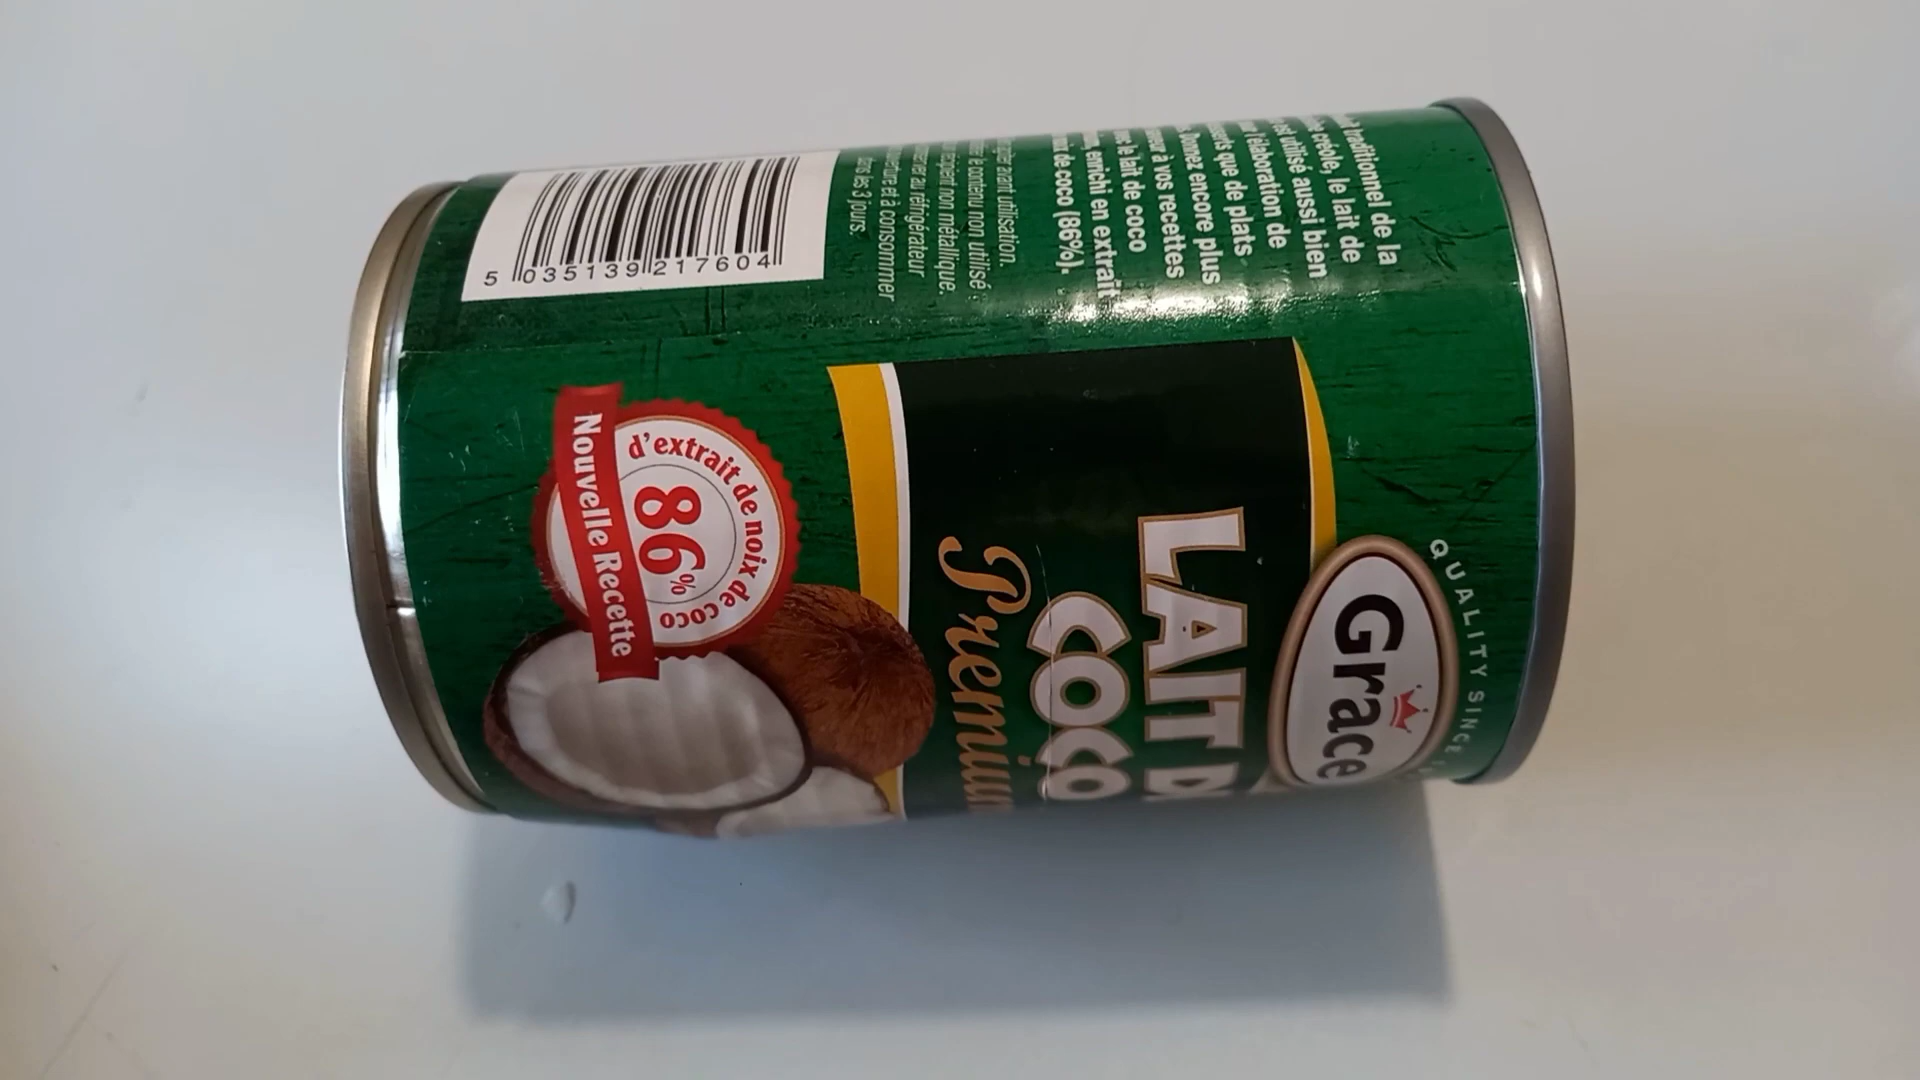 QUALITY SINCE
Grace
LAIT
COCO
d'extrait de noix de coco
86%
Nouvelle Recette
traditionnel de la
créole, le lait de
est utilisé aussi bien
l'élaboration de
que de plats
Donnez encore plus
à vos recettes
le lait de coco
enrichi en extrait
de coco (86%).
avant utilisation.
le contenu non utilisé
récipient non métallique.
au réfrigérateur
et à consommer
dans les 3 jours.
5 035139 217604